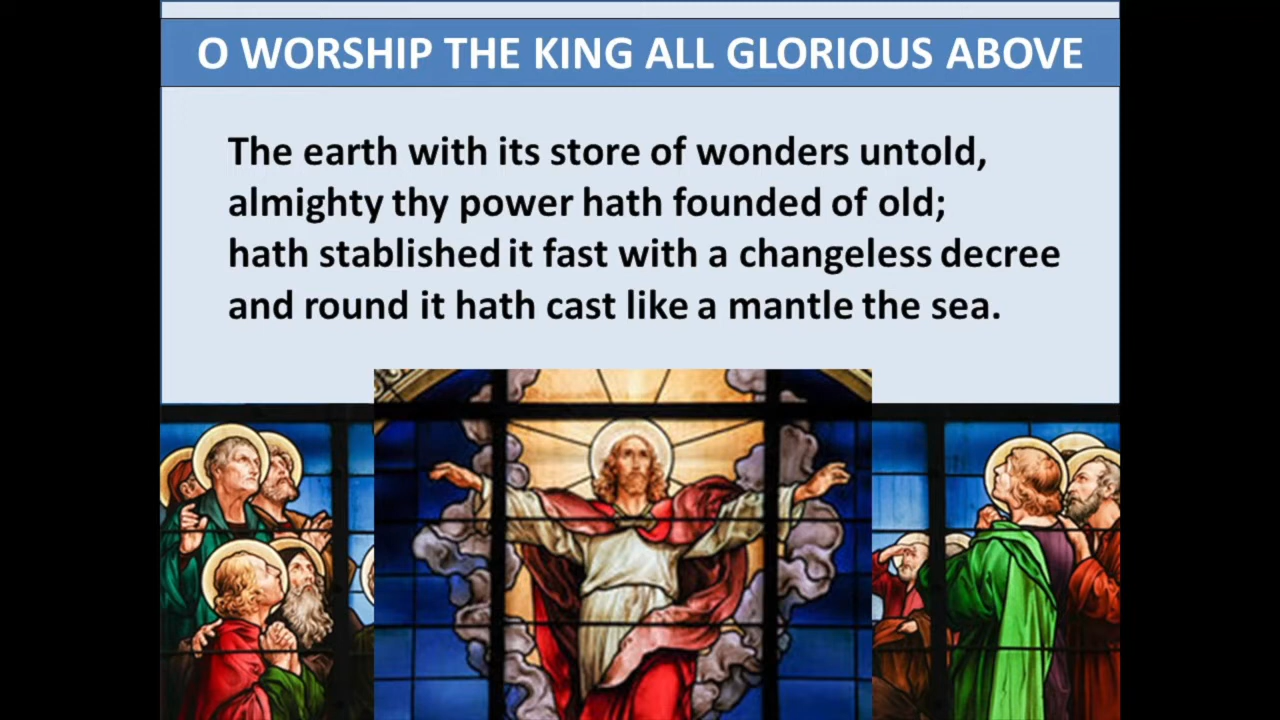 O WORSHIP THE KING ALL GLORIOUS ABOVE
The earth with its store of wonders untold,
almighty thy power hath founded of old;
hath stablished it fast with a changeless decree
and round it hath cast like a mantle the sea.